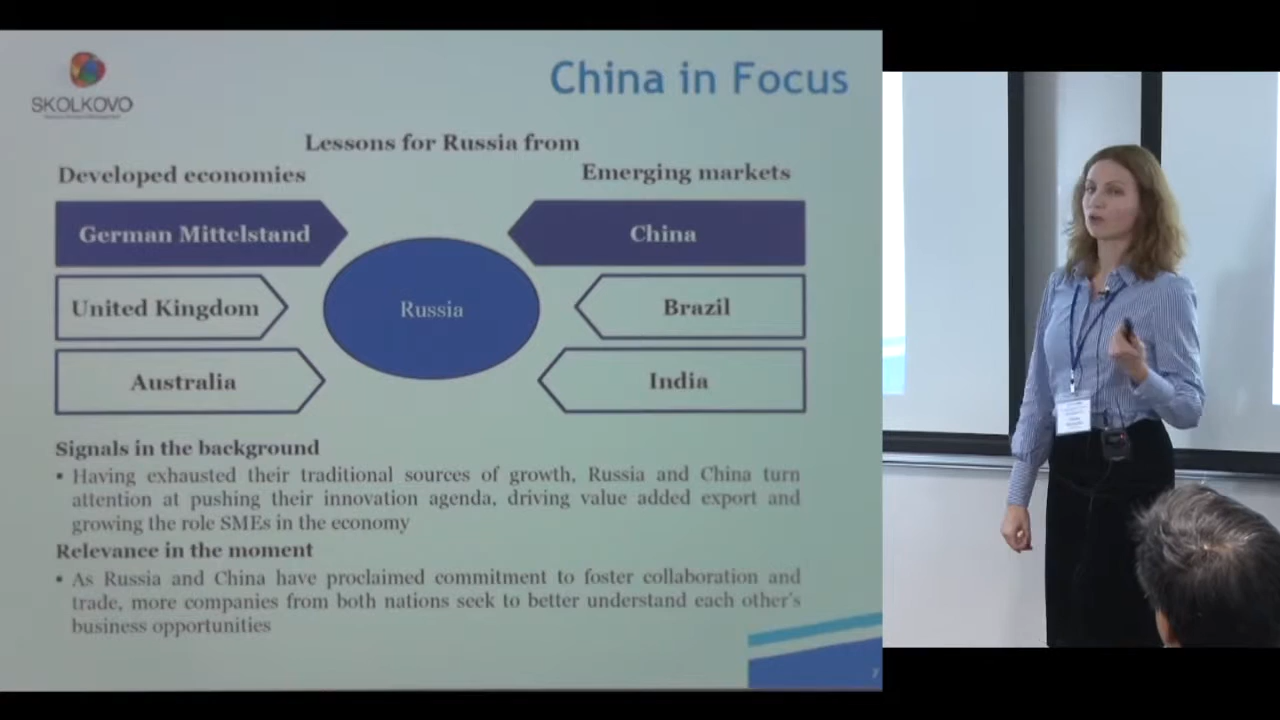 SKOLKOVO
China in Focus
Lessons for Russia from
Developed economies
Emerging markets
German Mittelstand
China
United Kingdom
Russia
Brazil
Australia
India
Signals in the background
▪ Having exhausted their traditional sources of growth, Russia and China turn
attention at pushing their innovation agenda, driving value added export and
growing the role SMEs in the economy
Relevance in the moment
▪ As Russia and China have proclaimed commitment to foster collaboration and
trade, more companies from both nations seek to better understand each other's
business opportunities
7